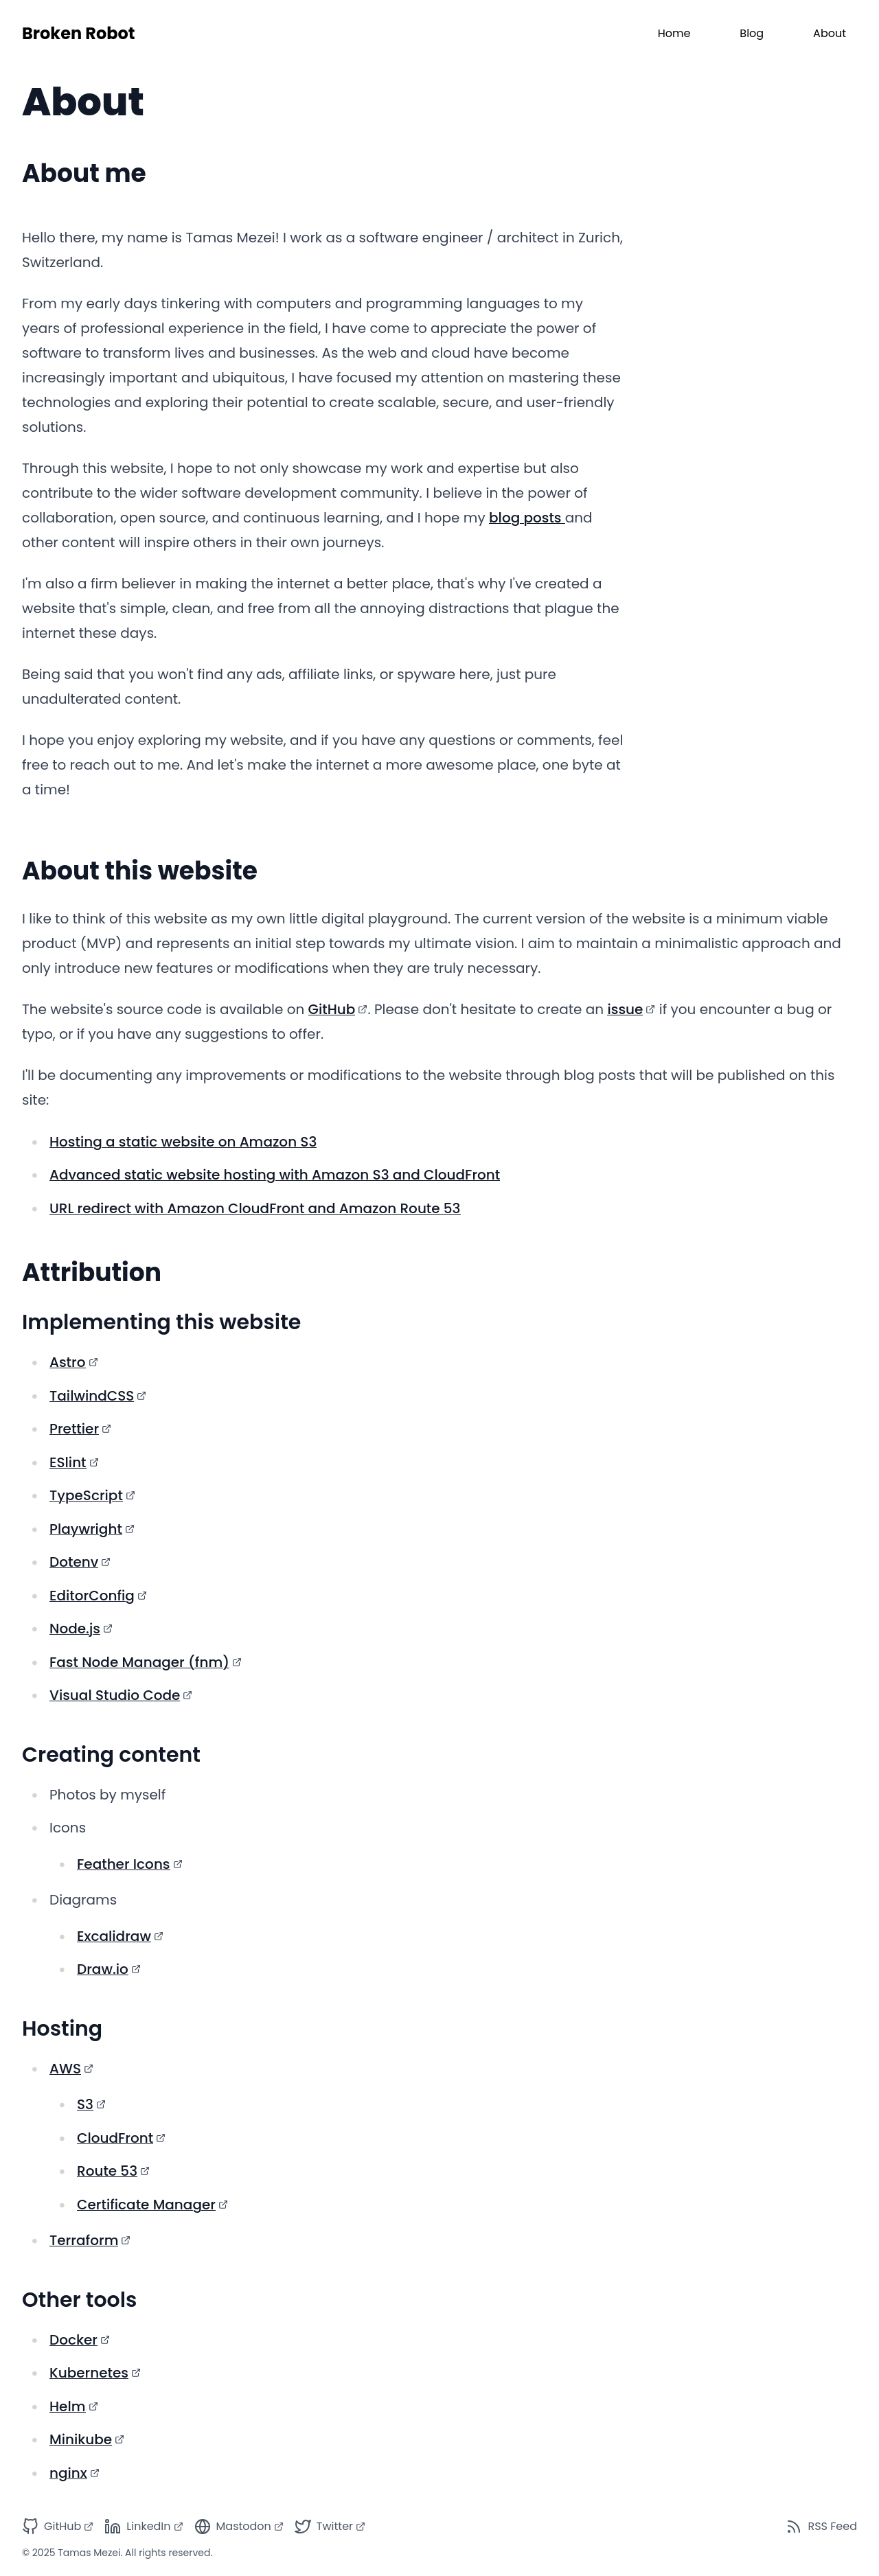 Broken Robot
Home
Blog
About
About
About me
Hello there, my name is Tamas Mezei! I work as a software engineer / architect in Zurich,
Switzerland.
From my early days tinkering with computers and programming languages to my
years of professional experience in the field, I have come to appreciate the power of
software to transform lives and businesses. As the web and cloud have become
increasingly important and ubiquitous, I have focused my attention on mastering these
technologies and exploring their potential to create scalable, secure, and user-friendly
solutions.
Through this website, I hope to not only showcase my work and expertise but also
contribute to the wider software development community. I believe in the power of
collaboration, open source, and continuous learning, and I hope my blog posts and
other content will inspire others in their own journeys.
I'm also a firm believer in making the internet a better place, that's why I've created a
website that's simple, clean, and free from all the annoying distractions that plague the
internet these days.
Being said that you won't find any ads, affiliate links, or spyware here, just pure
unadulterated content.
I hope you enjoy exploring my website, and if you have any questions or comments, feel
free to reach out to me. And let's make the internet a more awesome place, one byte at
a time!
About this website
I like to think of this website as my own little digital playground. The current version of the website is a minimum viable
product (MVP) and represents an initial step towards my ultimate vision. I aim to maintain a minimalistic approach and
only introduce new features or modifications when they are truly necessary.
The website's source code is available on GitHub. Please don't hesitate to create an issue if you encounter a bug or
typo, or if you have any suggestions to offer.
I'll be documenting any improvements or modifications to the website through blog posts that will be published on this
site:
Hosting a static website on Amazon S3
Advanced static website hosting with Amazon S3 and CloudFront
URL redirect with Amazon CloudFront and Amazon Route 53
Attribution
Implementing this website
Astro
TailwindCSS
Prettier
ESlint
TypeScript
Playwright
Dotenv
EditorConfig
Node.js
Fast Node Manager (fnm)
Visual Studio Code
Creating content
Photos by myself
Icons
Feather Icons
Diagrams
Excalidraw
Draw.io
Hosting
AWS
S3
CloudFront
Route 53
Certificate Manager
Terraform
Other tools
Docker
Kubernetes
Helm
Minikube
nginx
GitHub
LinkedIn
Mastodon
Twitter
RSS Feed
© 2025 Tamas Mezei. All rights reserved.